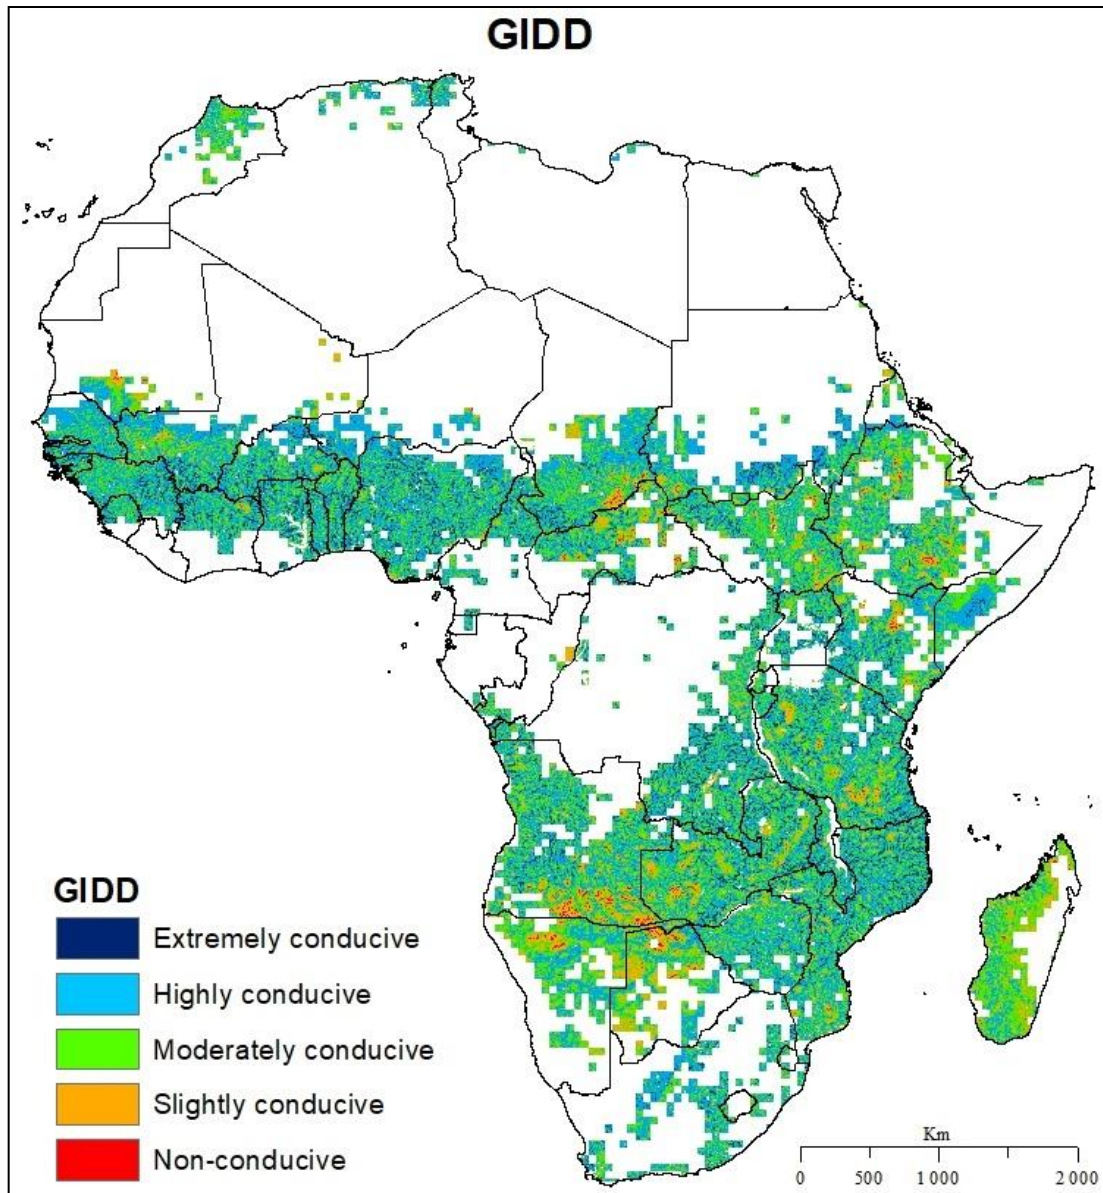 GIDD
GIDD
Extremely conducive
Highly conducive
Moderately conducive
Slightly conducive
Non-conducive
Km
0 500 1 000 2 000